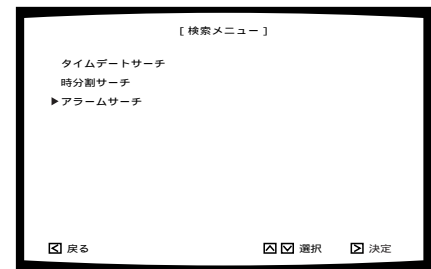 [ 検索メニュー ]
タイムデートサーチ
時分割サーチ
▶アラームサーチ
戻る 選択 決定